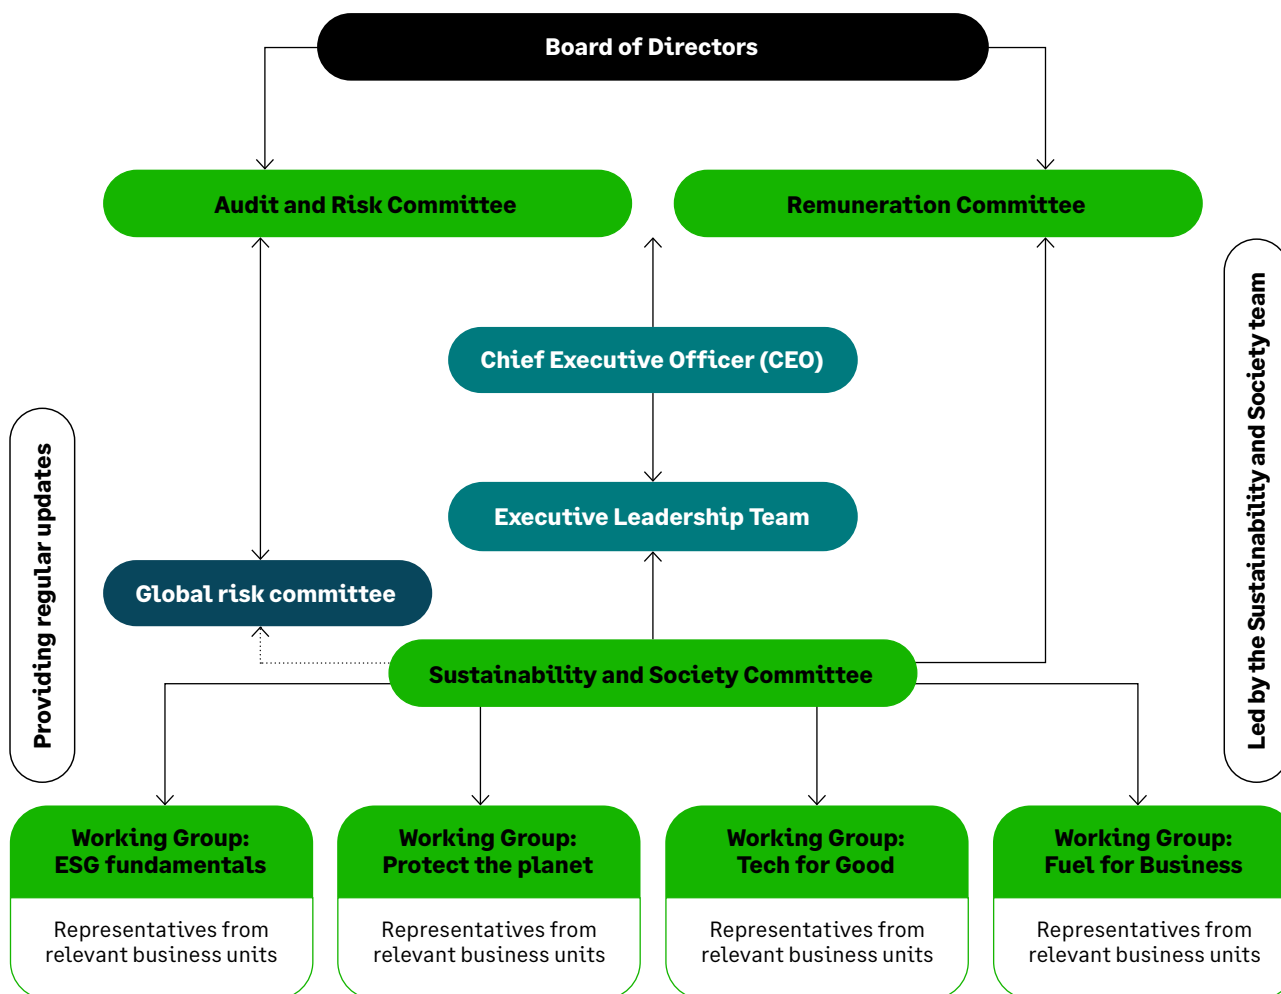 Board of Directors
Audit and Risk Committee
Remuneration Committee
Chief Executive Officer (CEO)
Executive Leadership Team
Global risk committee
Sustainability and Society Committee
Providing regular updates
Led by the Sustainability and Society team
Working Group:
ESG fundamentals
Representatives from
relevant business units
Working Group:
Protect the planet
Representatives from
relevant business units
Working Group:
Tech for Good
Representatives from
relevant business units
Working Group:
Fuel for Business
Representatives from
relevant business units